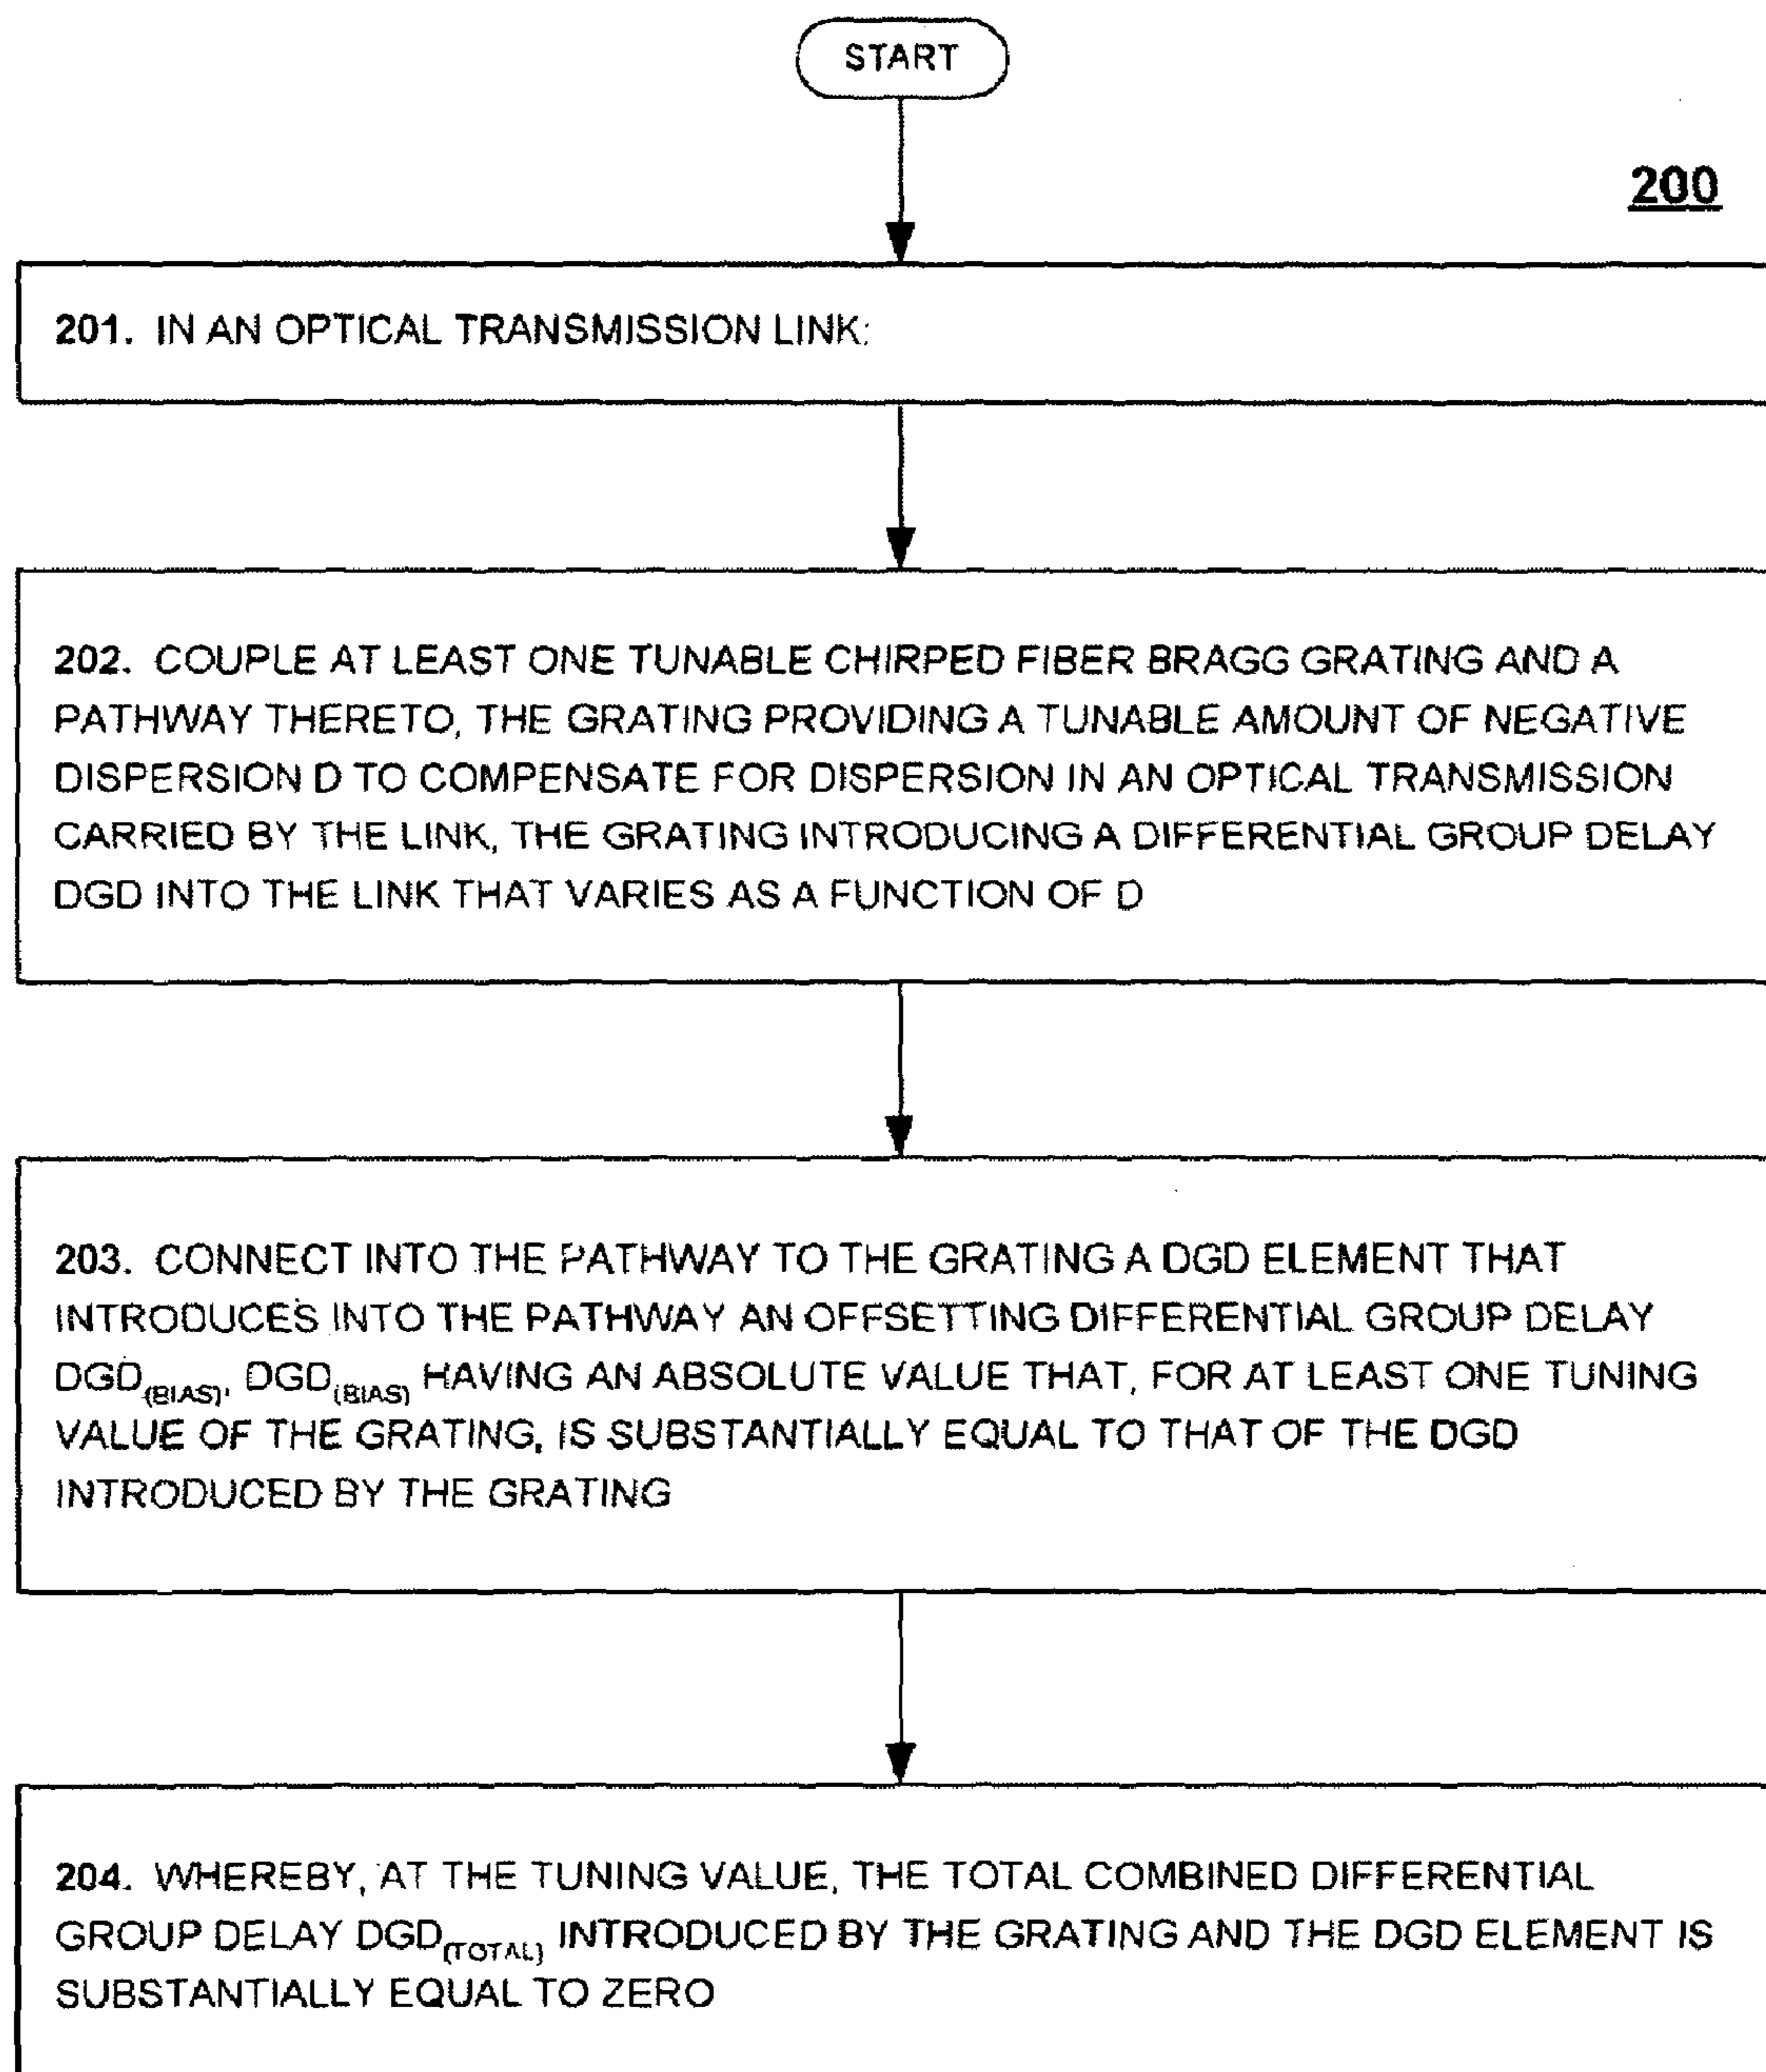 START
200
201. IN AN OPTICAL TRANSMISSION LINK:
202. COUPLE AT LEAST ONE TUNABLE CHIRPED FIBER BRAGG GRATING AND A
PATHWAY THERETO, THE GRATING PROVIDING A TUNABLE AMOUNT OF NEGATIVE
DISPERSION D TO COMPENSATE FOR DISPERSION IN AN OPTICAL TRANSMISSION
CARRIED BY THE LINK, THE GRATING INTRODUCING A DIFFERENTIAL GROUP DELAY
DGD INTO THE LINK THAT VARIES AS A FUNCTION OF D
203. CONNECT INTO THE PATHWAY TO THE GRATING A DGD ELEMENT THAT
INTRODUCES INTO THE PATHWAY AN OFFSETTING DIFFERENTIAL GROUP DELAY
DGD(BIAS), DGD(BIAS) HAVING AN ABSOLUTE VALUE THAT, FOR AT LEAST ONE TUNING
VALUE OF THE GRATING, IS SUBSTANTIALLY EQUAL TO THAT OF THE DGD
INTRODUCED BY THE GRATING
204. WHEREBY, AT THE TUNING VALUE, THE TOTAL COMBINED DIFFERENTIAL
GROUP DELAY DGD(TOTAL) INTRODUCED BY THE GRATING AND THE DGD ELEMENT IS
SUBSTANTIALLY EQUAL TO ZERO